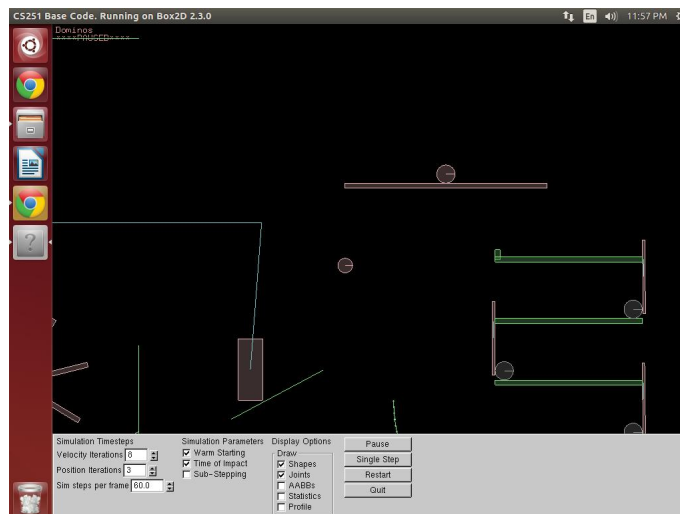 CS251 Base Code. Running on Box2D 2.3.0
En
11:57 PM
Dominos
****PAUSED****
Simulation Timesteps
Velocity Iterations 8
Position Iterations 3
Sim steps per frame 60.0
Simulation Parameters
Warm Starting
Time of Impact
Sub-Stepping
Display Options
Draw
Shapes
Joints
AABBs
Statistics
Profile
Pause
Single Step
Restart
Quit